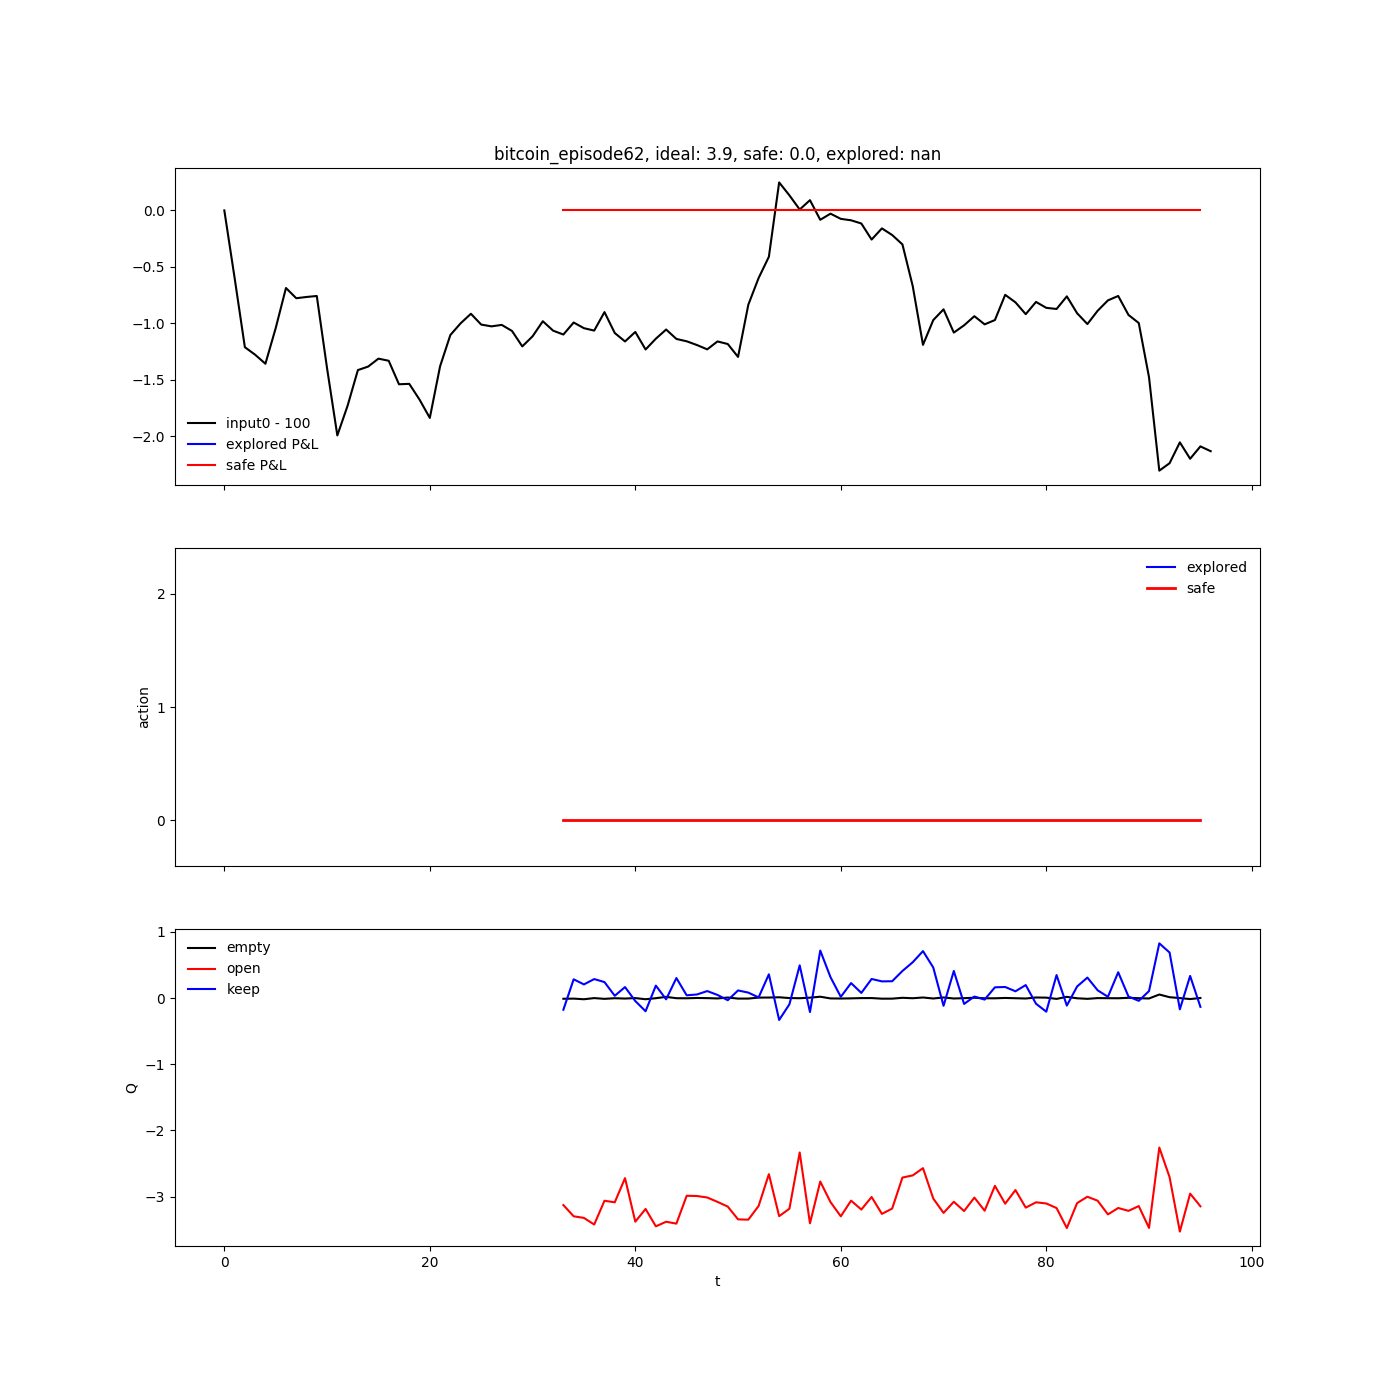 bitcoin_episode62, ideal: 3.9, safe: 0.0, explored: nan
0.0
−0.5
−1.0
−1.5
−2.0
input0 - 100
explored P&L
safe P&L
2
1
0
action
explored
safe
1
0
−1
−2
−3
Q
empty
open
keep
0
20
40
60
80
100
t